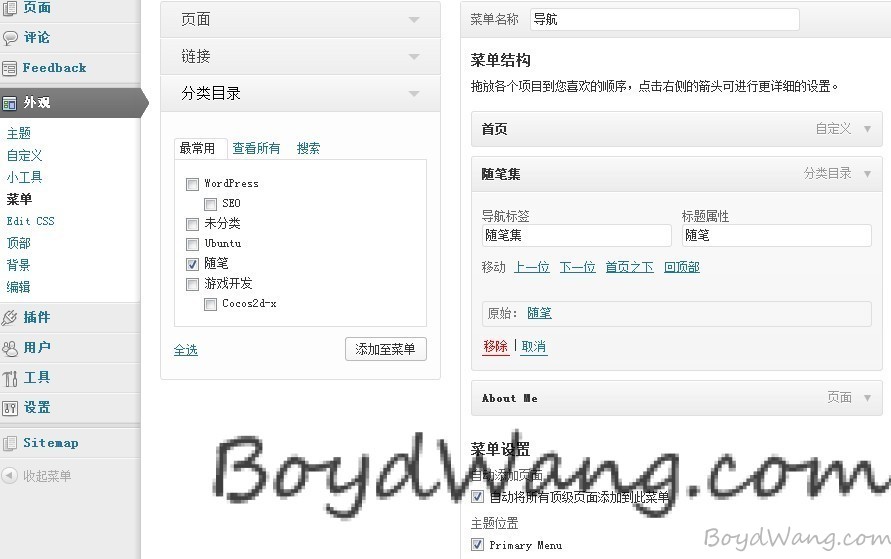 页面
评论
Feedback
外观
主题
自定义
小工具
菜单
Edit CSS
顶部
背景
编辑
插件
用户
工具
设置
Sitemap
收起菜单
页面
链接
分类目录
最常用 查看所有 搜索
WordPress
SEO
未分类
Ubuntu
随笔
游戏开发
Cocos2d-x
全选 添加至菜单
菜单名称 导航
菜单结构
拖放各个项目到您喜欢的顺序，点击右侧的箭头可进行更详细的设置。
首页 自定义
随笔集 分类目录
导航标签 标题属性
随笔集 随笔
移动 上一位 下一位 首页之下 回顶部
原始： 随笔
移除 | 取消
About Me 页面
菜单设置
自动添加页面
自动将所有顶级页面添加到此菜单
主题位置
Primary Menu
BoydWang.com
BoydWang.com